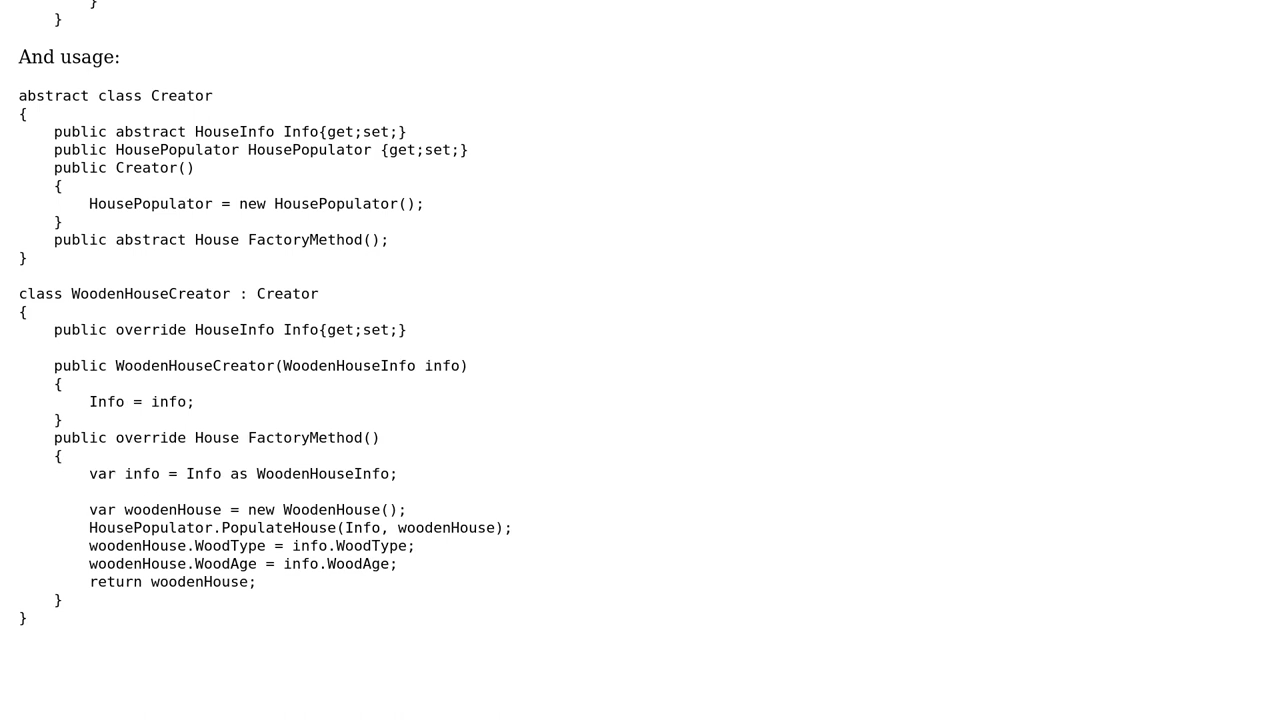 }
    }
And usage:
abstract class Creator
{
    public abstract HouseInfo Info{get;set;}
    public HousePopulator HousePopulator {get;set;}
    public Creator()
    {
        HousePopulator = new HousePopulator();
    }
    public abstract House FactoryMethod();
}
class WoodenHouseCreator : Creator
{
    public override HouseInfo Info{get;set;}
    public WoodenHouseCreator(WoodenHouseInfo info)
    {
        Info = info;
    }
    public override House FactoryMethod()
    {
        var info = Info as WoodenHouseInfo;
        var woodenHouse = new WoodenHouse();
        HousePopulator.PopulateHouse(Info, woodenHouse);
        woodenHouse.WoodType = info.WoodType;
        woodenHouse.WoodAge = info.WoodAge;
        return woodenHouse;
    }
}